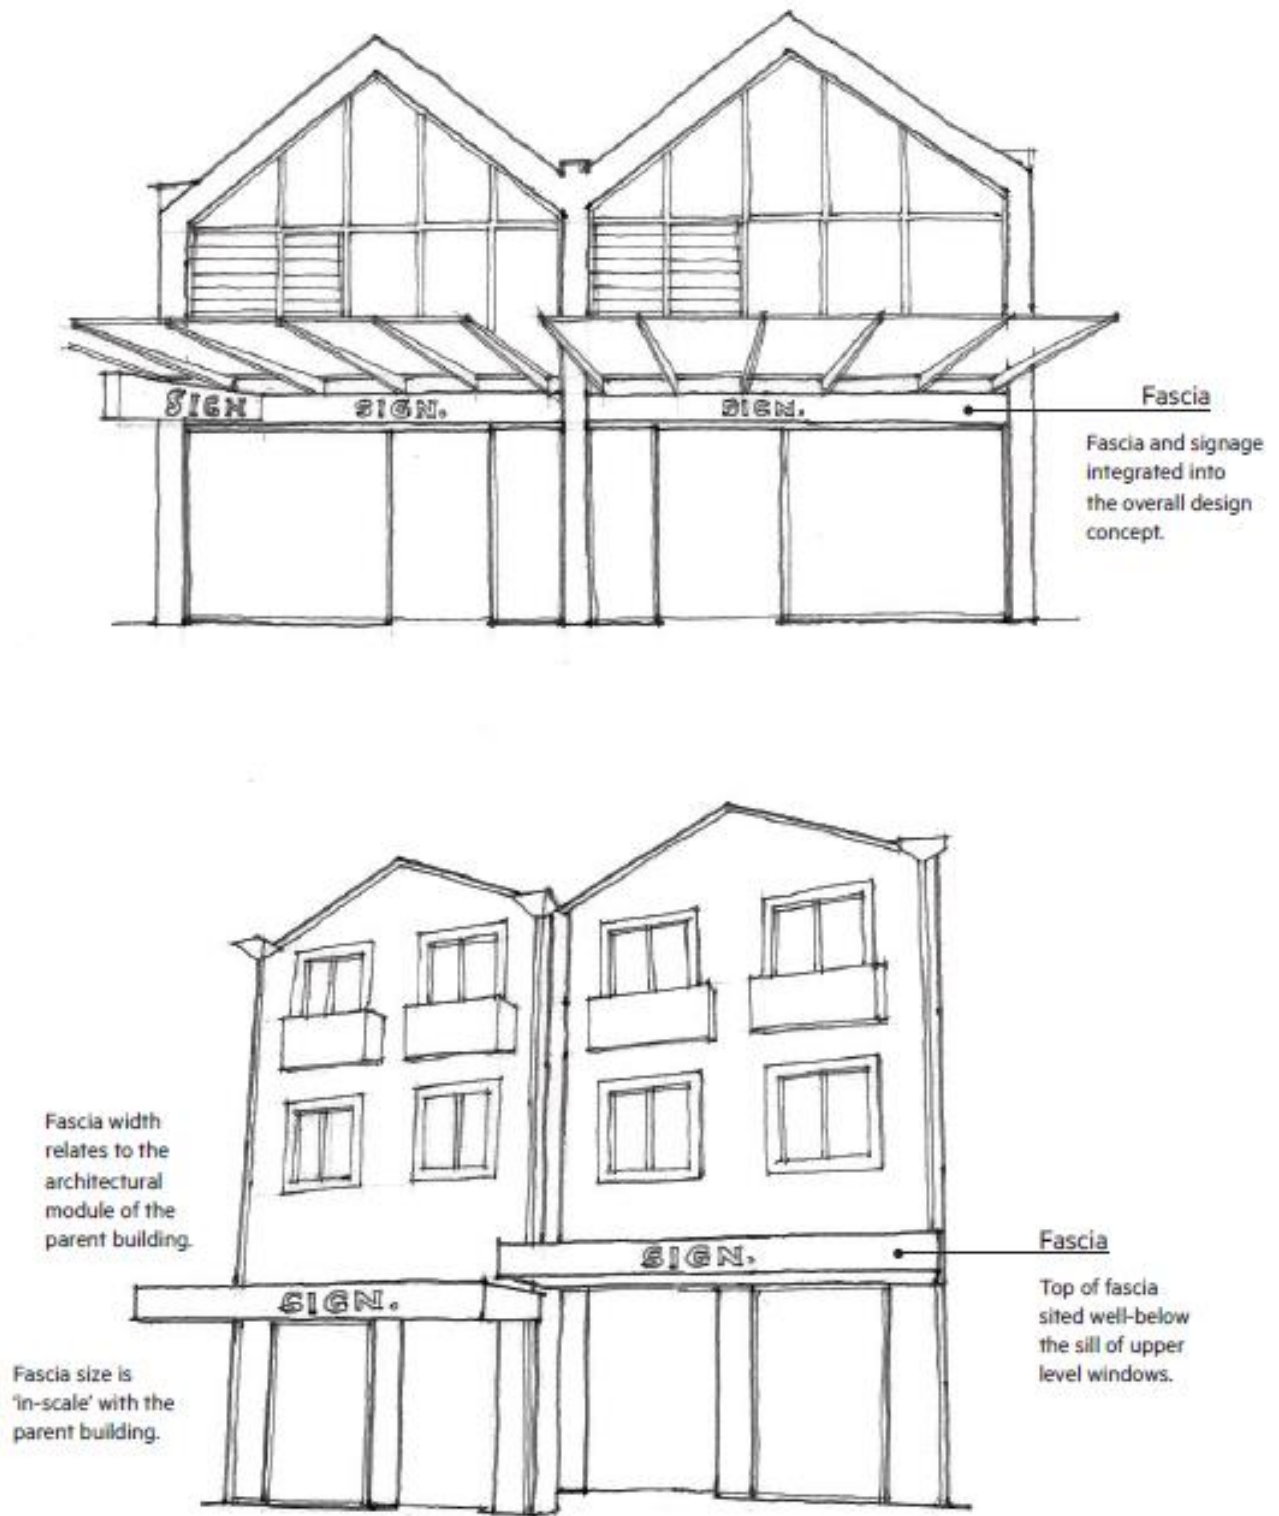 SIGN
SIGN.
SIGN.
Fascia
Fascia and signage
integrated into
the overall design
concept.
Fascia width
relates to the
architectural
module of the
parent building.
SIGN.
Fascia
Top of fascia
sited well-below
the sill of upper
level windows.
SIGN.
Fascia size is
'in-scale' with the
parent building.